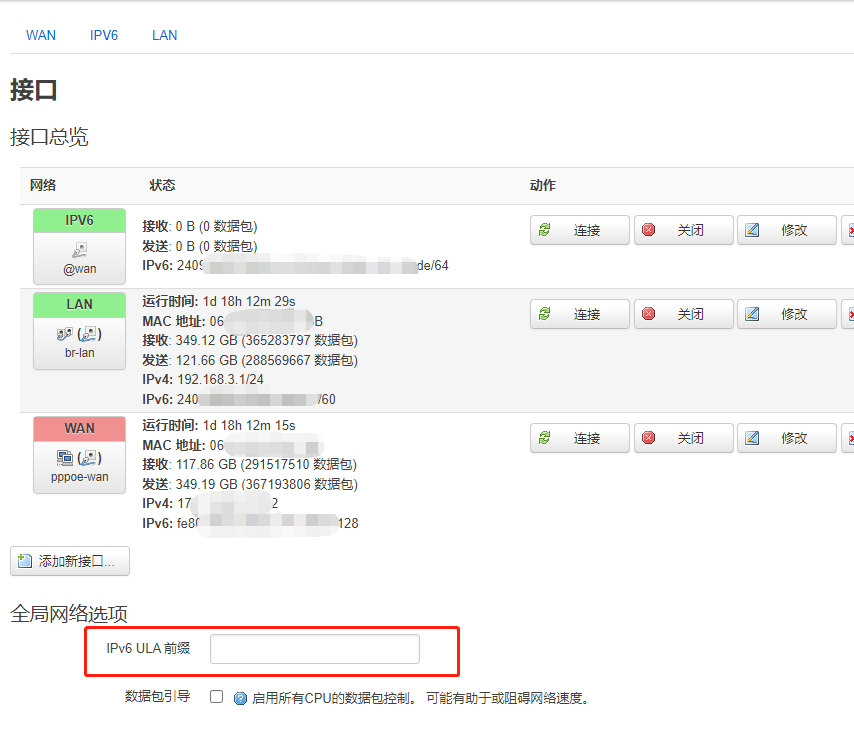 WAN IPV6 LAN
接口
接口总览
网络 状态 动作
IPV6
@wan
接收: 0 B (0 数据包)
发送: 0 B (0 数据包)
IPv6: 2409 de/64
连接 关闭 修改
LAN
br-lan
运行时间: 1d 18h 12m 29s
MAC 地址: 06 B
接收: 349.12 GB (365283797 数据包)
发送: 121.66 GB (288569667 数据包)
IPv4: 192.168.3.1/24
IPv6: 240 /60
连接 关闭 修改
WAN
pppoe-wan
运行时间: 1d 18h 12m 15s
MAC 地址: 06
接收: 117.86 GB (291517510 数据包)
发送: 349.19 GB (367193806 数据包)
IPv4: 17 2
IPv6: fe80 128
连接 关闭 修改
添加新接口...
全局网络选项
IPv6 ULA 前缀
数据包引导 启用所有CPU的数据包控制。 可能有助于或阻碍网络速度。